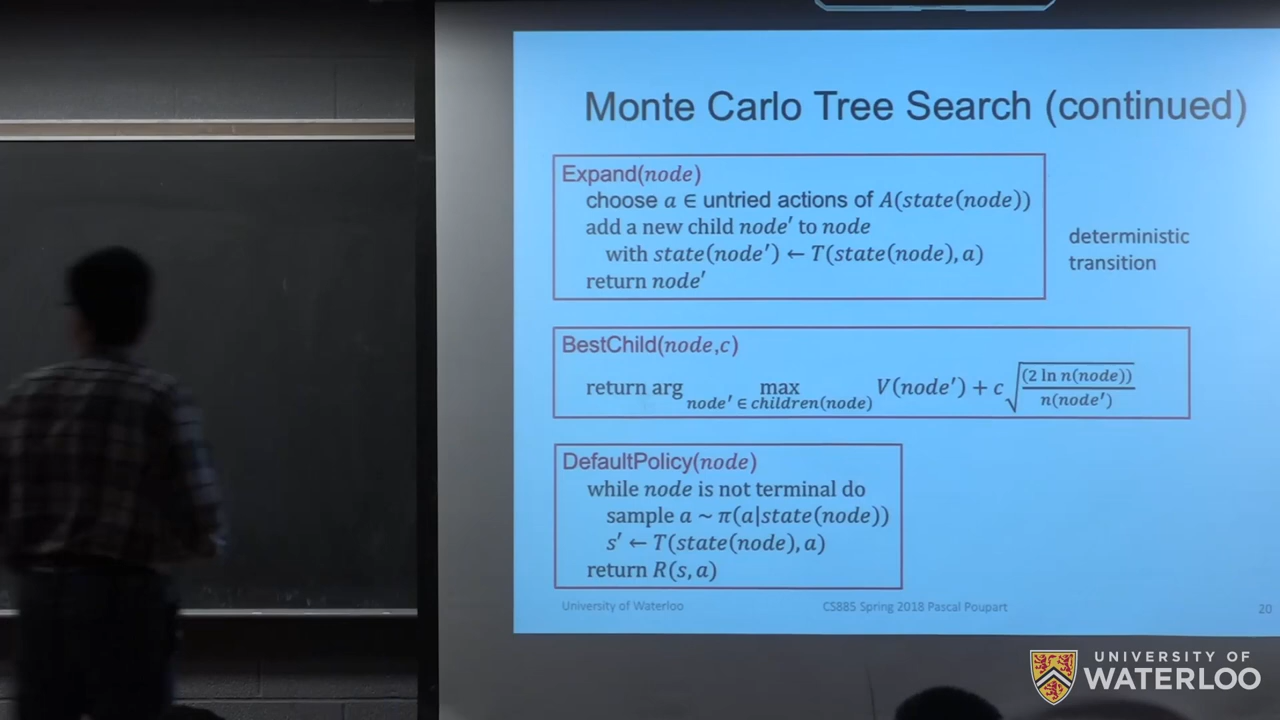 Monte Carlo Tree Search (continued)
Expand(node)
choose a ∈ untried actions of A(state(node))
add a new child node′ to node
with state(node′) ← T(state(node), a)
return node′
deterministic
transition
BestChild(node,c)
return arg max node′ ∈ children(node) V(node′) + c √((2 ln n(node)) / n(node′))
DefaultPolicy(node)
while node is not terminal do
sample a ~ π(a|state(node))
s′ ← T(state(node), a)
return R(s, a)
University of Waterloo
CS885 Spring 2018 Pascal Poupart
20
UNIVERSITY OF
WATERLOO